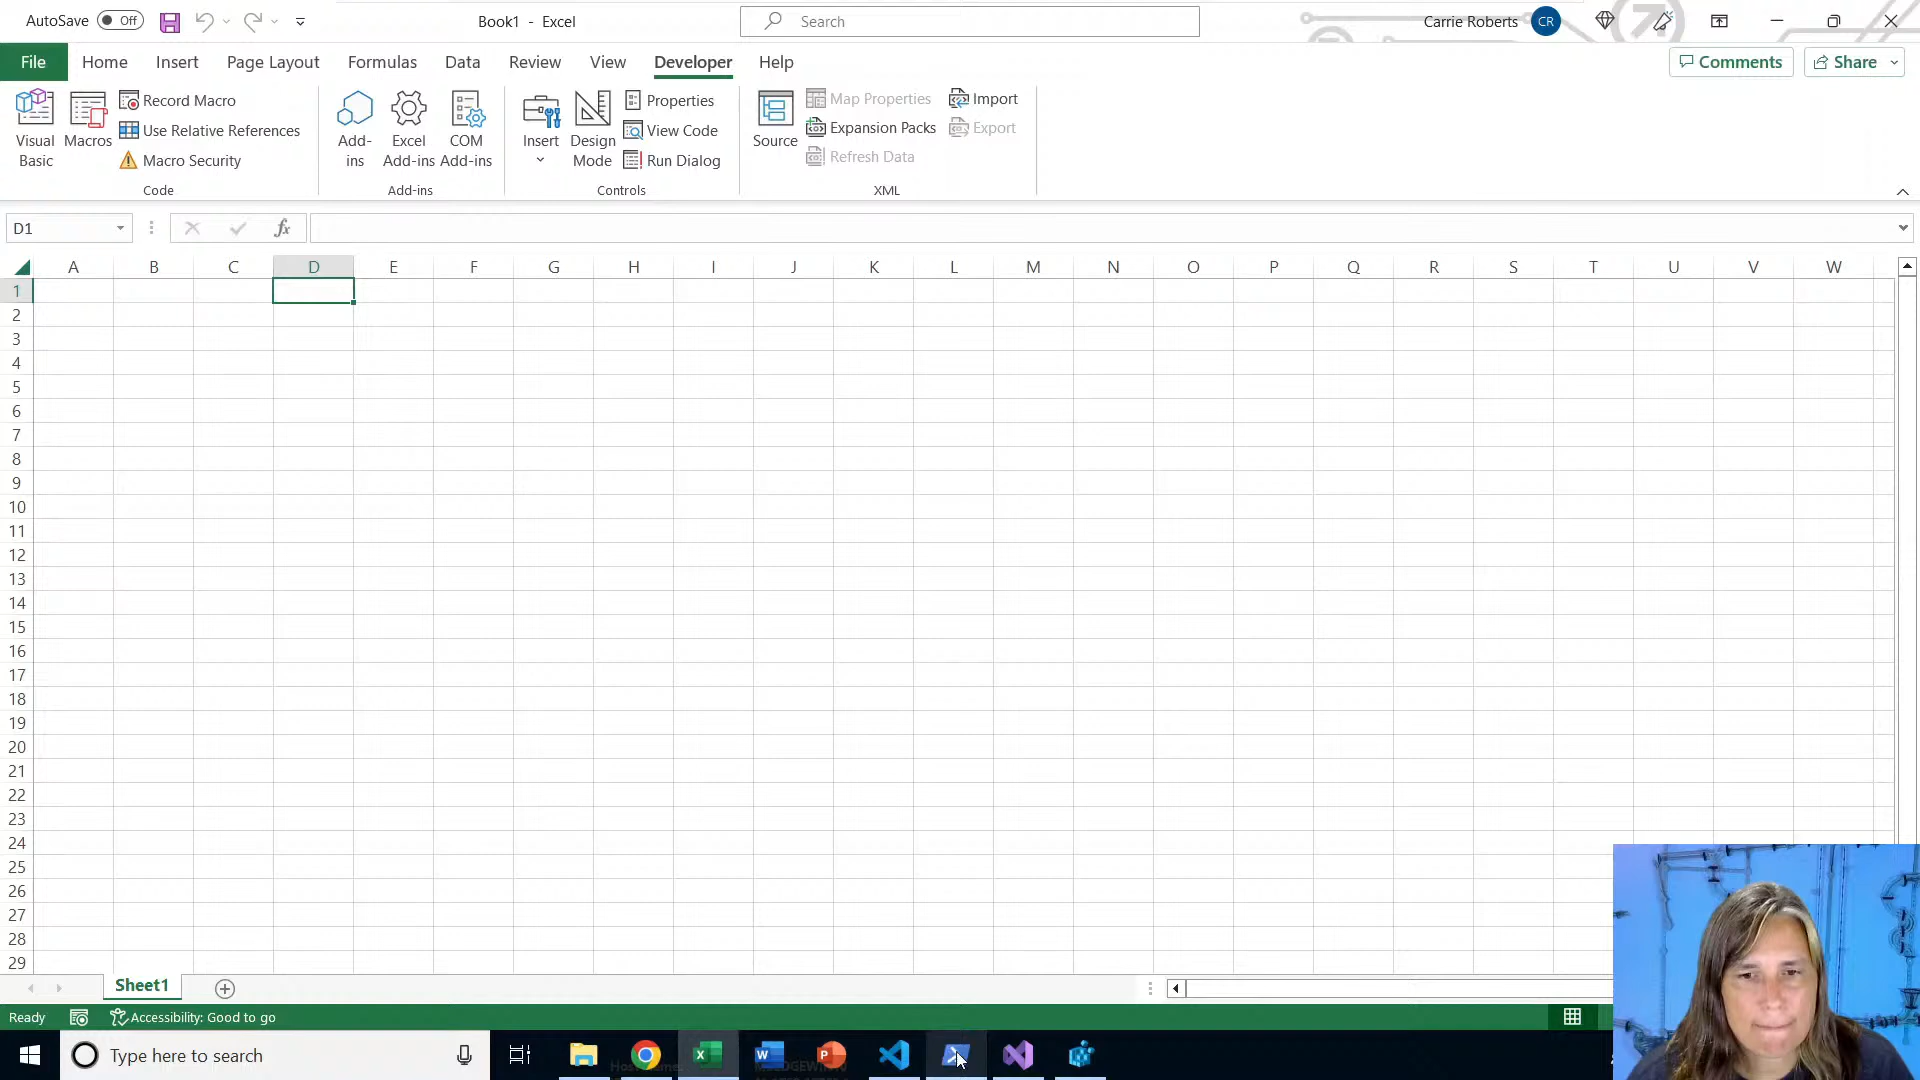 AutoSave Off
Book1 - Excel
Search
Carrie Roberts CR
File Home Insert Page Layout Formulas Data Review View Developer Help
Comments Share
Visual Basic
Macros
Record Macro
Use Relative References
Macro Security
Code
Add-ins
Excel Add-ins
COM Add-ins
Add-ins
Insert
Design Mode
Properties
View Code
Run Dialog
Controls
Source
Map Properties
Expansion Packs
Refresh Data
Import
Export
XML
D1
fx
A B C D E F G H I J K L M N O P Q R S T U V W
1
2
3
4
5
6
7
8
9
10
11
12
13
14
15
16
17
18
19
20
21
22
23
24
25
26
27
28
29
Sheet1
Ready Accessibility: Good to go
Type here to search